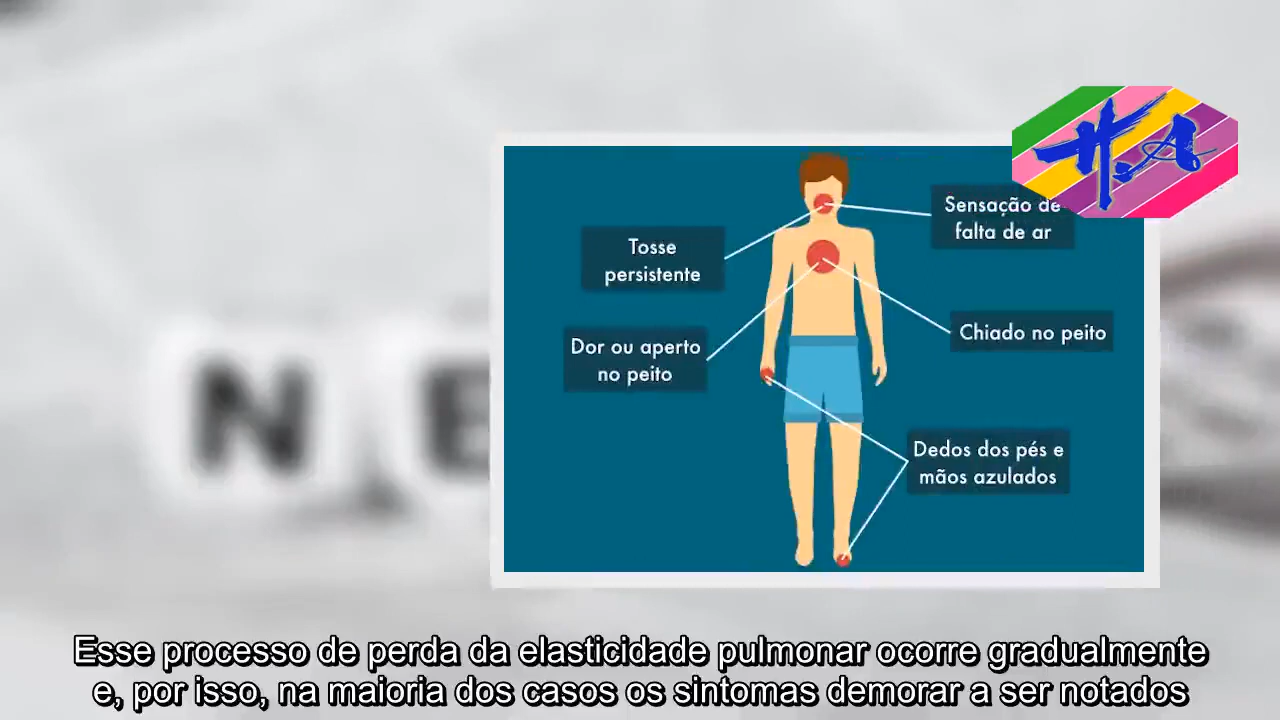 H.A
N E
Tosse
persistente
Sensação de
falta de ar
Dor ou aperto
no peito
Chiado no peito
Dedos dos pés e
mãos azulados
Esse processo de perda da elasticidade pulmonar ocorre gradualmente
e, por isso, na maioria dos casos os sintomas demorar a ser notados